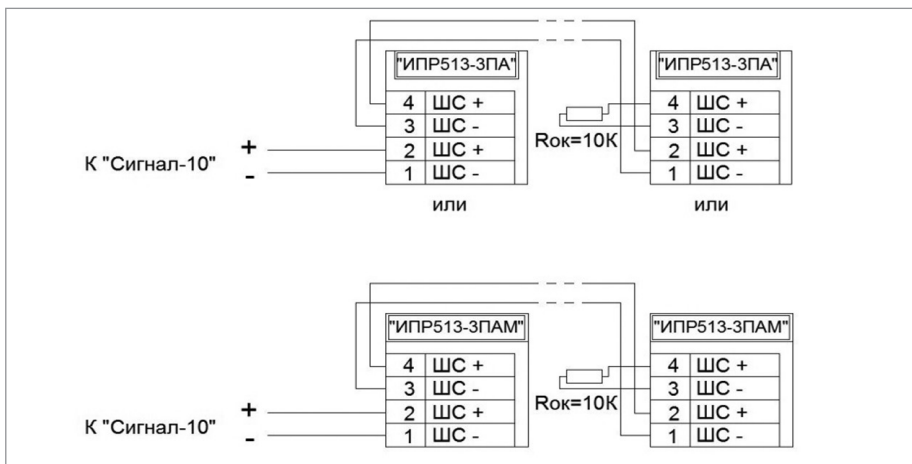 "ИПР513-3ПА" "ИПР513-3ПА"
4 ШС + 4 ШС +
3 ШС - Rок=10К 3 ШС -
К "Сигнал-10" + 2 ШС + 2 ШС +
- 1 ШС - 1 ШС -
или или
"ИПР513-3ПАМ" "ИПР513-3ПАМ"
4 ШС + 4 ШС +
3 ШС - Rок=10К 3 ШС -
К "Сигнал-10" + 2 ШС + 2 ШС +
- 1 ШС - 1 ШС -